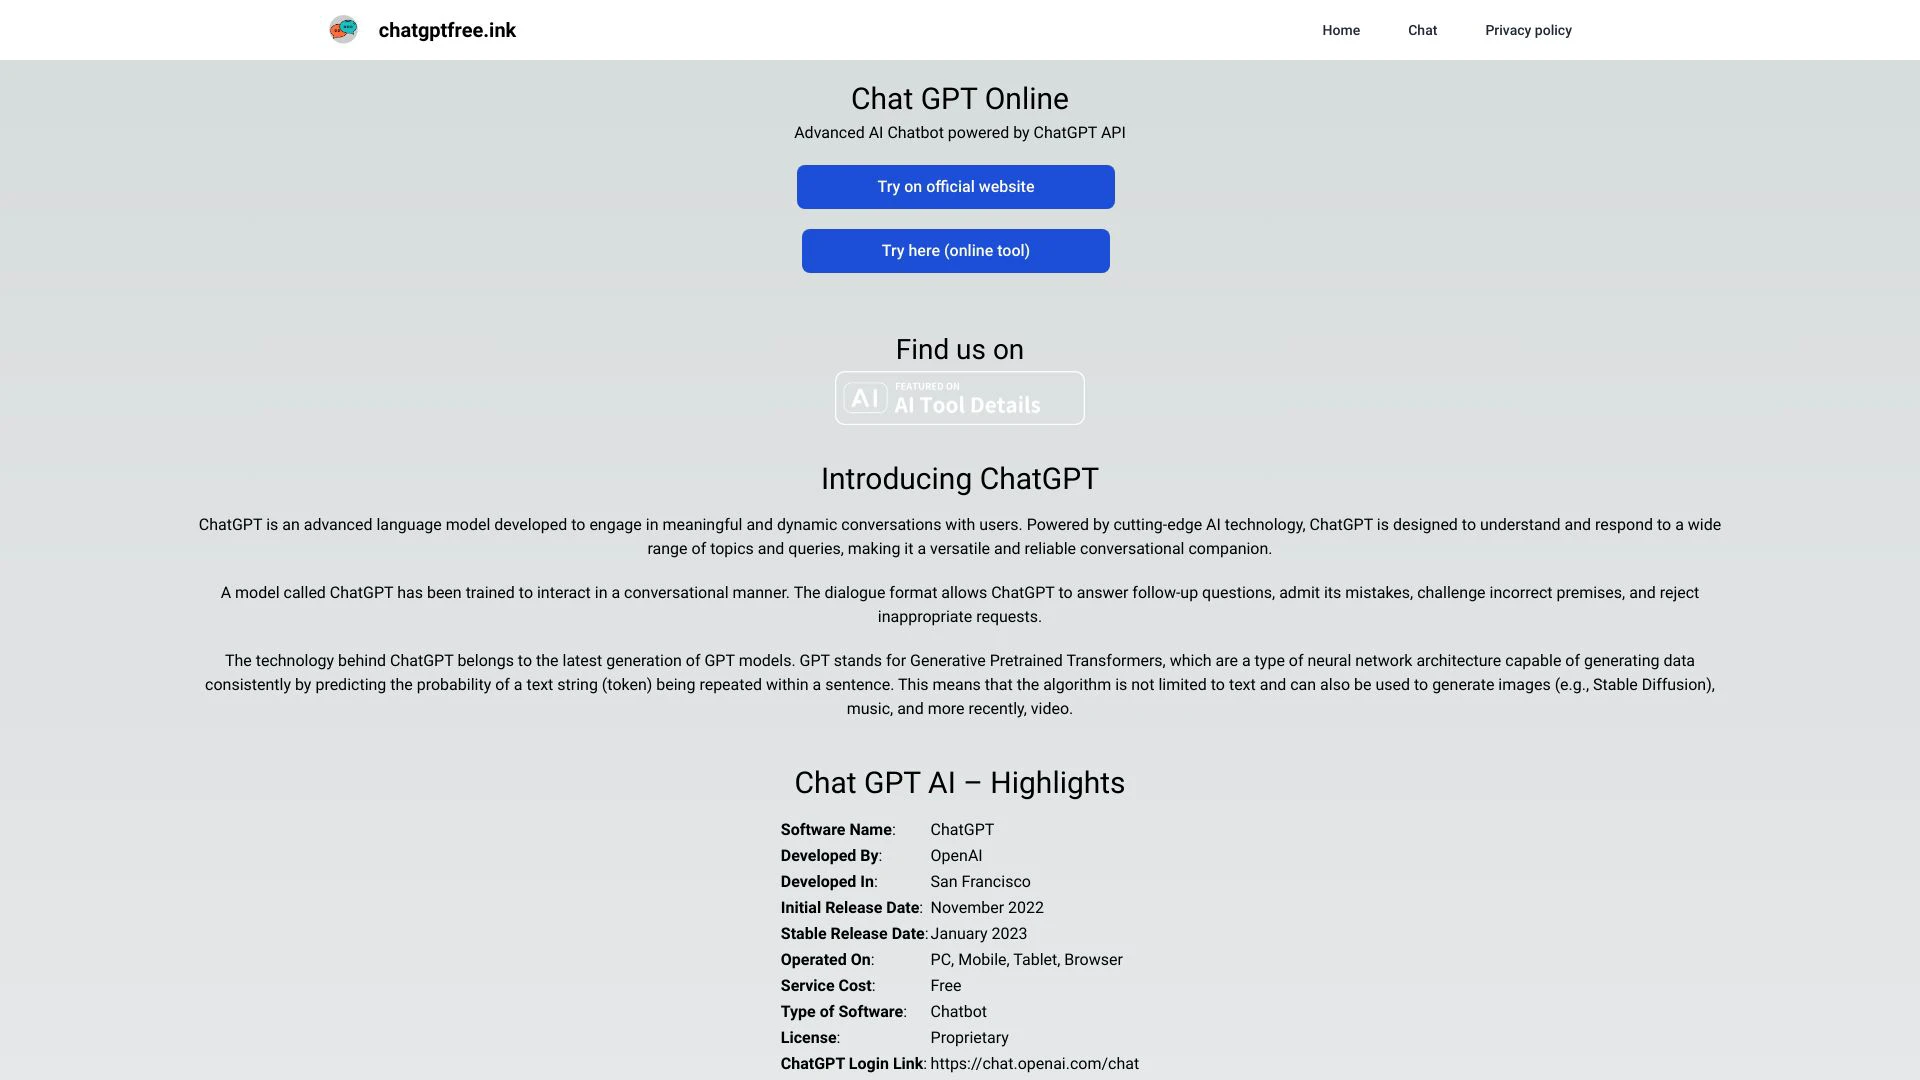 chatgptfree.ink
Home
Chat
Privacy policy
Chat GPT Online
Advanced AI Chatbot powered by ChatGPT API
Try on official website
Try here (online tool)
Find us on
AI
FEATURED ON
AI Tool Details
Introducing ChatGPT
ChatGPT is an advanced language model developed to engage in meaningful and dynamic conversations with users. Powered by cutting-edge AI technology, ChatGPT is designed to understand and respond to a wide
range of topics and queries, making it a versatile and reliable conversational companion.
A model called ChatGPT has been trained to interact in a conversational manner. The dialogue format allows ChatGPT to answer follow-up questions, admit its mistakes, challenge incorrect premises, and reject
inappropriate requests.
The technology behind ChatGPT belongs to the latest generation of GPT models. GPT stands for Generative Pretrained Transformers, which are a type of neural network architecture capable of generating data
consistently by predicting the probability of a text string (token) being repeated within a sentence. This means that the algorithm is not limited to text and can also be used to generate images (e.g., Stable Diffusion),
music, and more recently, video.
Chat GPT AI – Highlights
Software Name: ChatGPT
Developed By: OpenAI
Developed In: San Francisco
Initial Release Date: November 2022
Stable Release Date: January 2023
Operated On: PC, Mobile, Tablet, Browser
Service Cost: Free
Type of Software: Chatbot
License: Proprietary
ChatGPT Login Link: https://chat.openai.com/chat